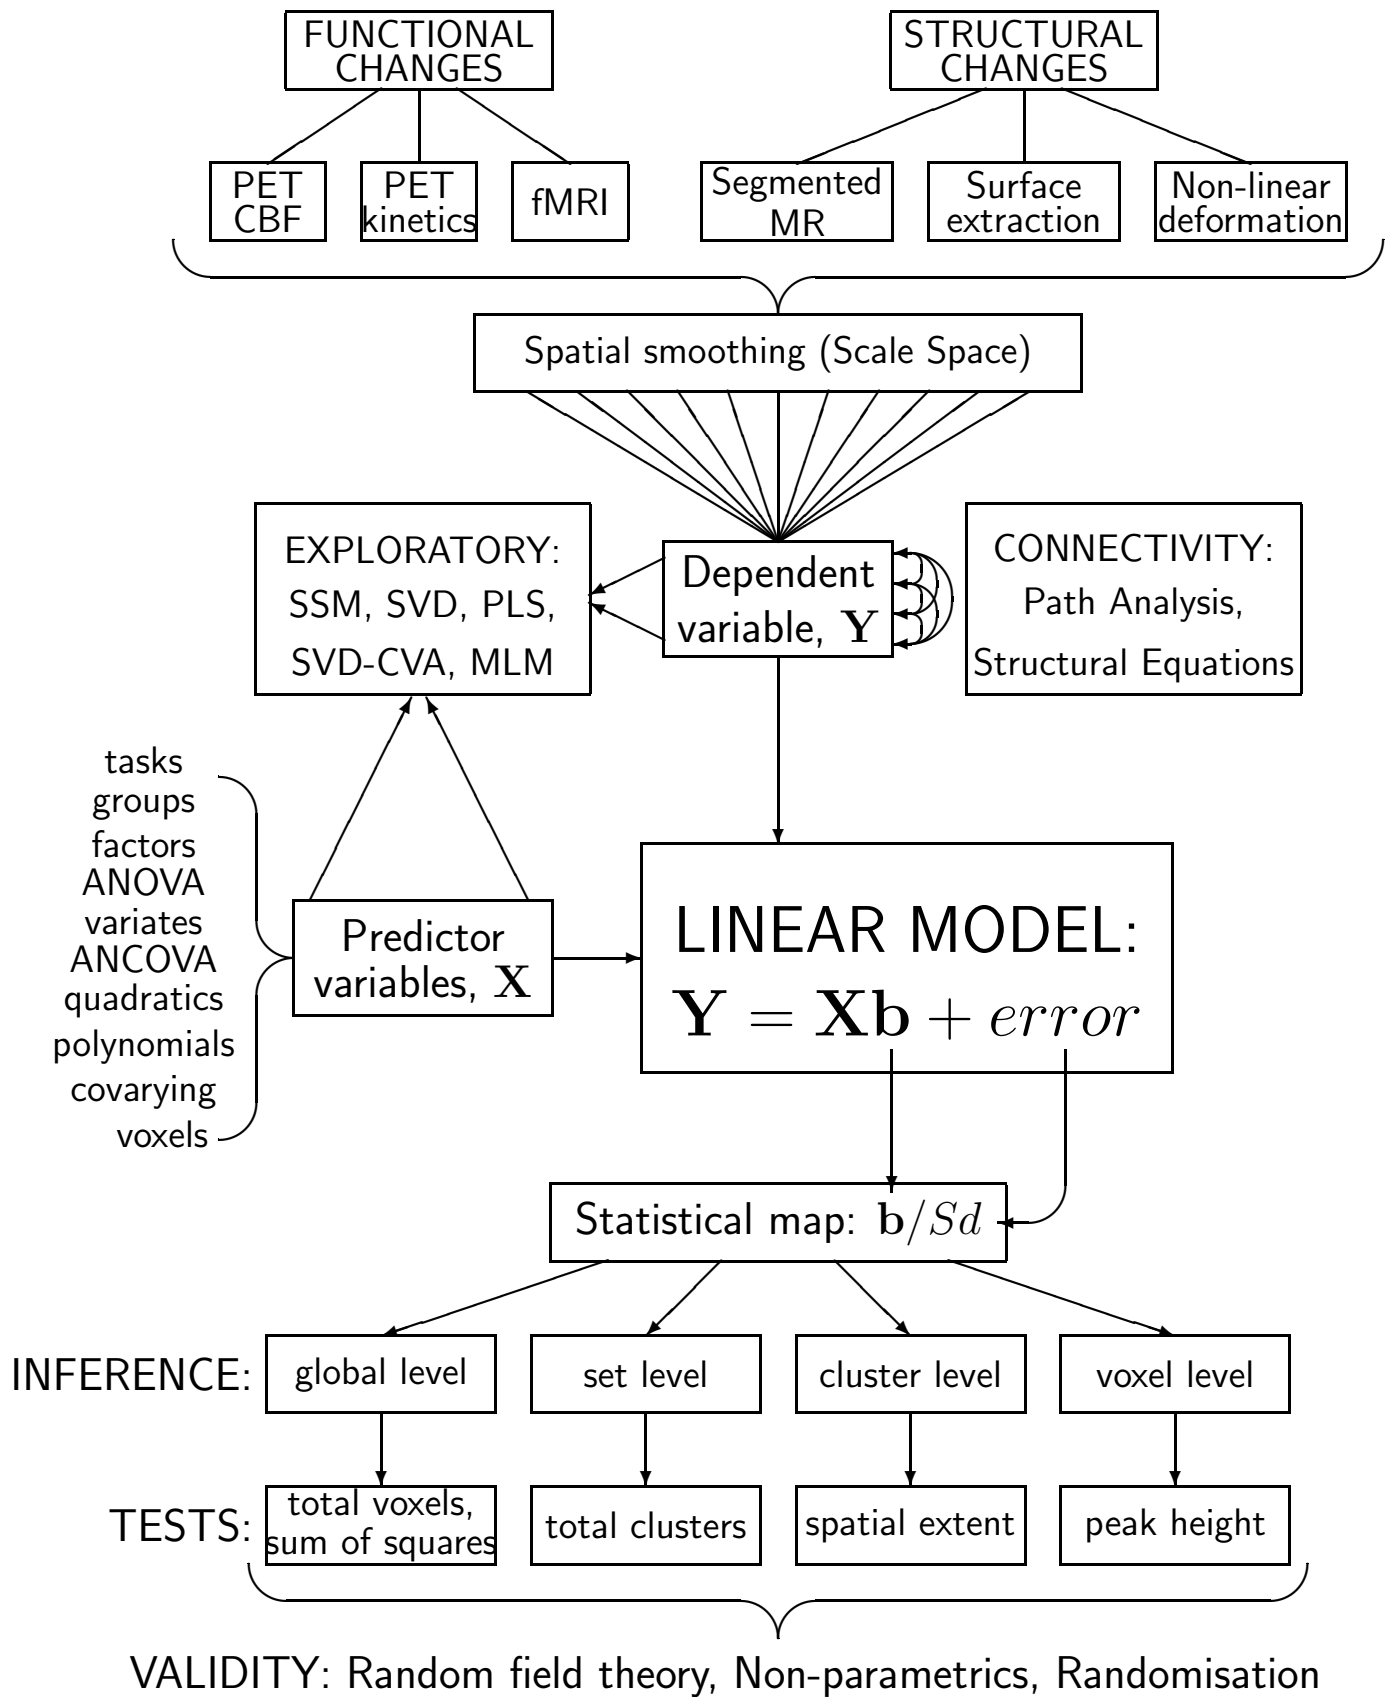 FUNCTIONAL
CHANGES
STRUCTURAL
CHANGES
PET
CBF
PET
kinetics
fMRI
Segmented
MR
Surface
extraction
Non-linear
deformation
Spatial smoothing (Scale Space)
EXPLORATORY:
SSM, SVD, PLS,
SVD-CVA, MLM
Dependent
variable, Y
CONNECTIVITY:
Path Analysis,
Structural Equations
tasks
groups
factors
ANOVA
variates
ANCOVA
quadratics
polynomials
covarying
voxels
Predictor
variables, X
LINEAR MODEL:
Y = Xb + error
Statistical map: b/Sd
INFERENCE:
global level
set level
cluster level
voxel level
TESTS:
total voxels,
sum of squares
total clusters
spatial extent
peak height
VALIDITY: Random field theory, Non-parametrics, Randomisation